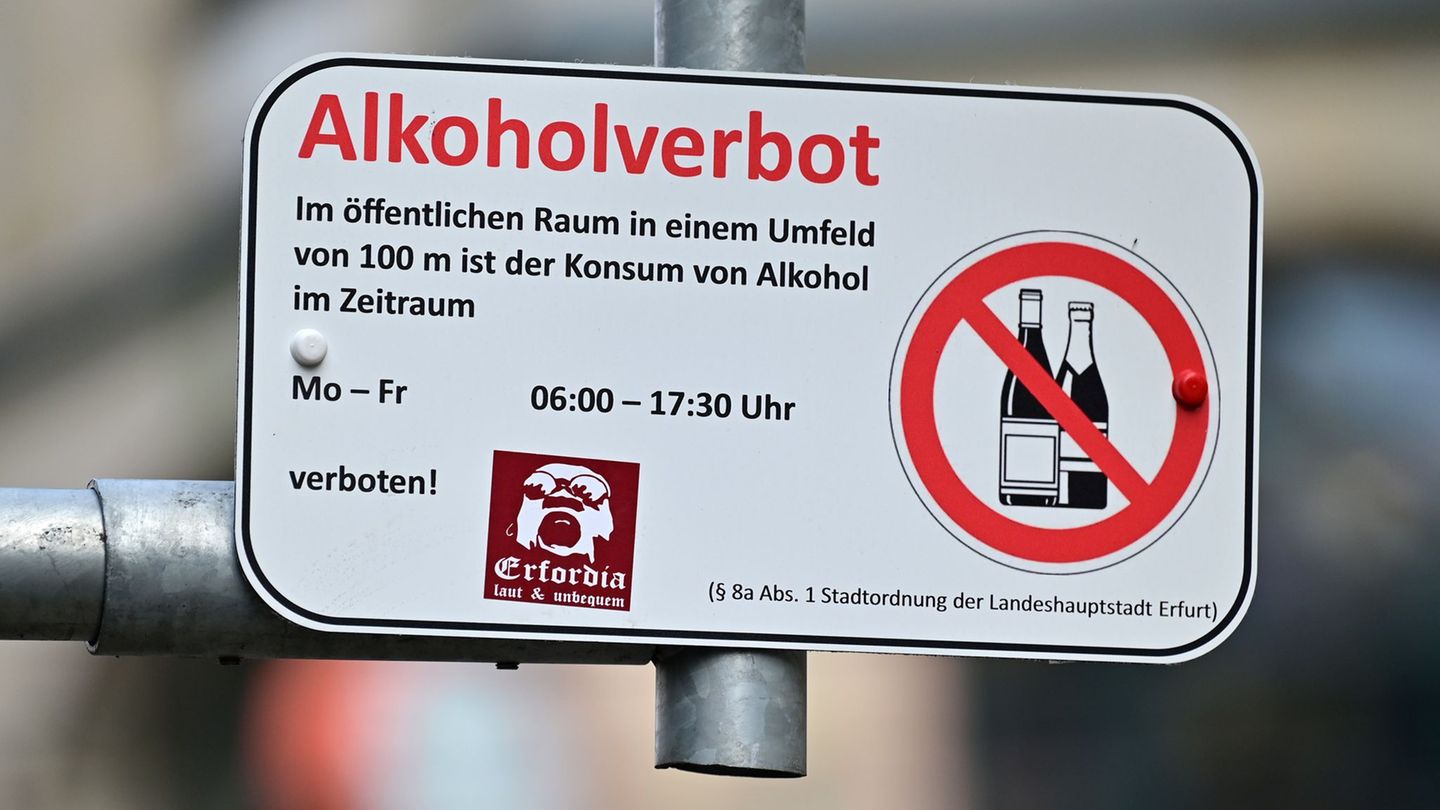 Alkoholverbot
Im öffentlichen Raum in einem Umfeld
von 100 m ist der Konsum von Alkohol
im Zeitraum
Mo – Fr 06:00 – 17:30 Uhr
verboten!
Erfordia
laut & unbequem
(§ 8a Abs. 1 Stadtordnung der Landeshauptstadt Erfurt)